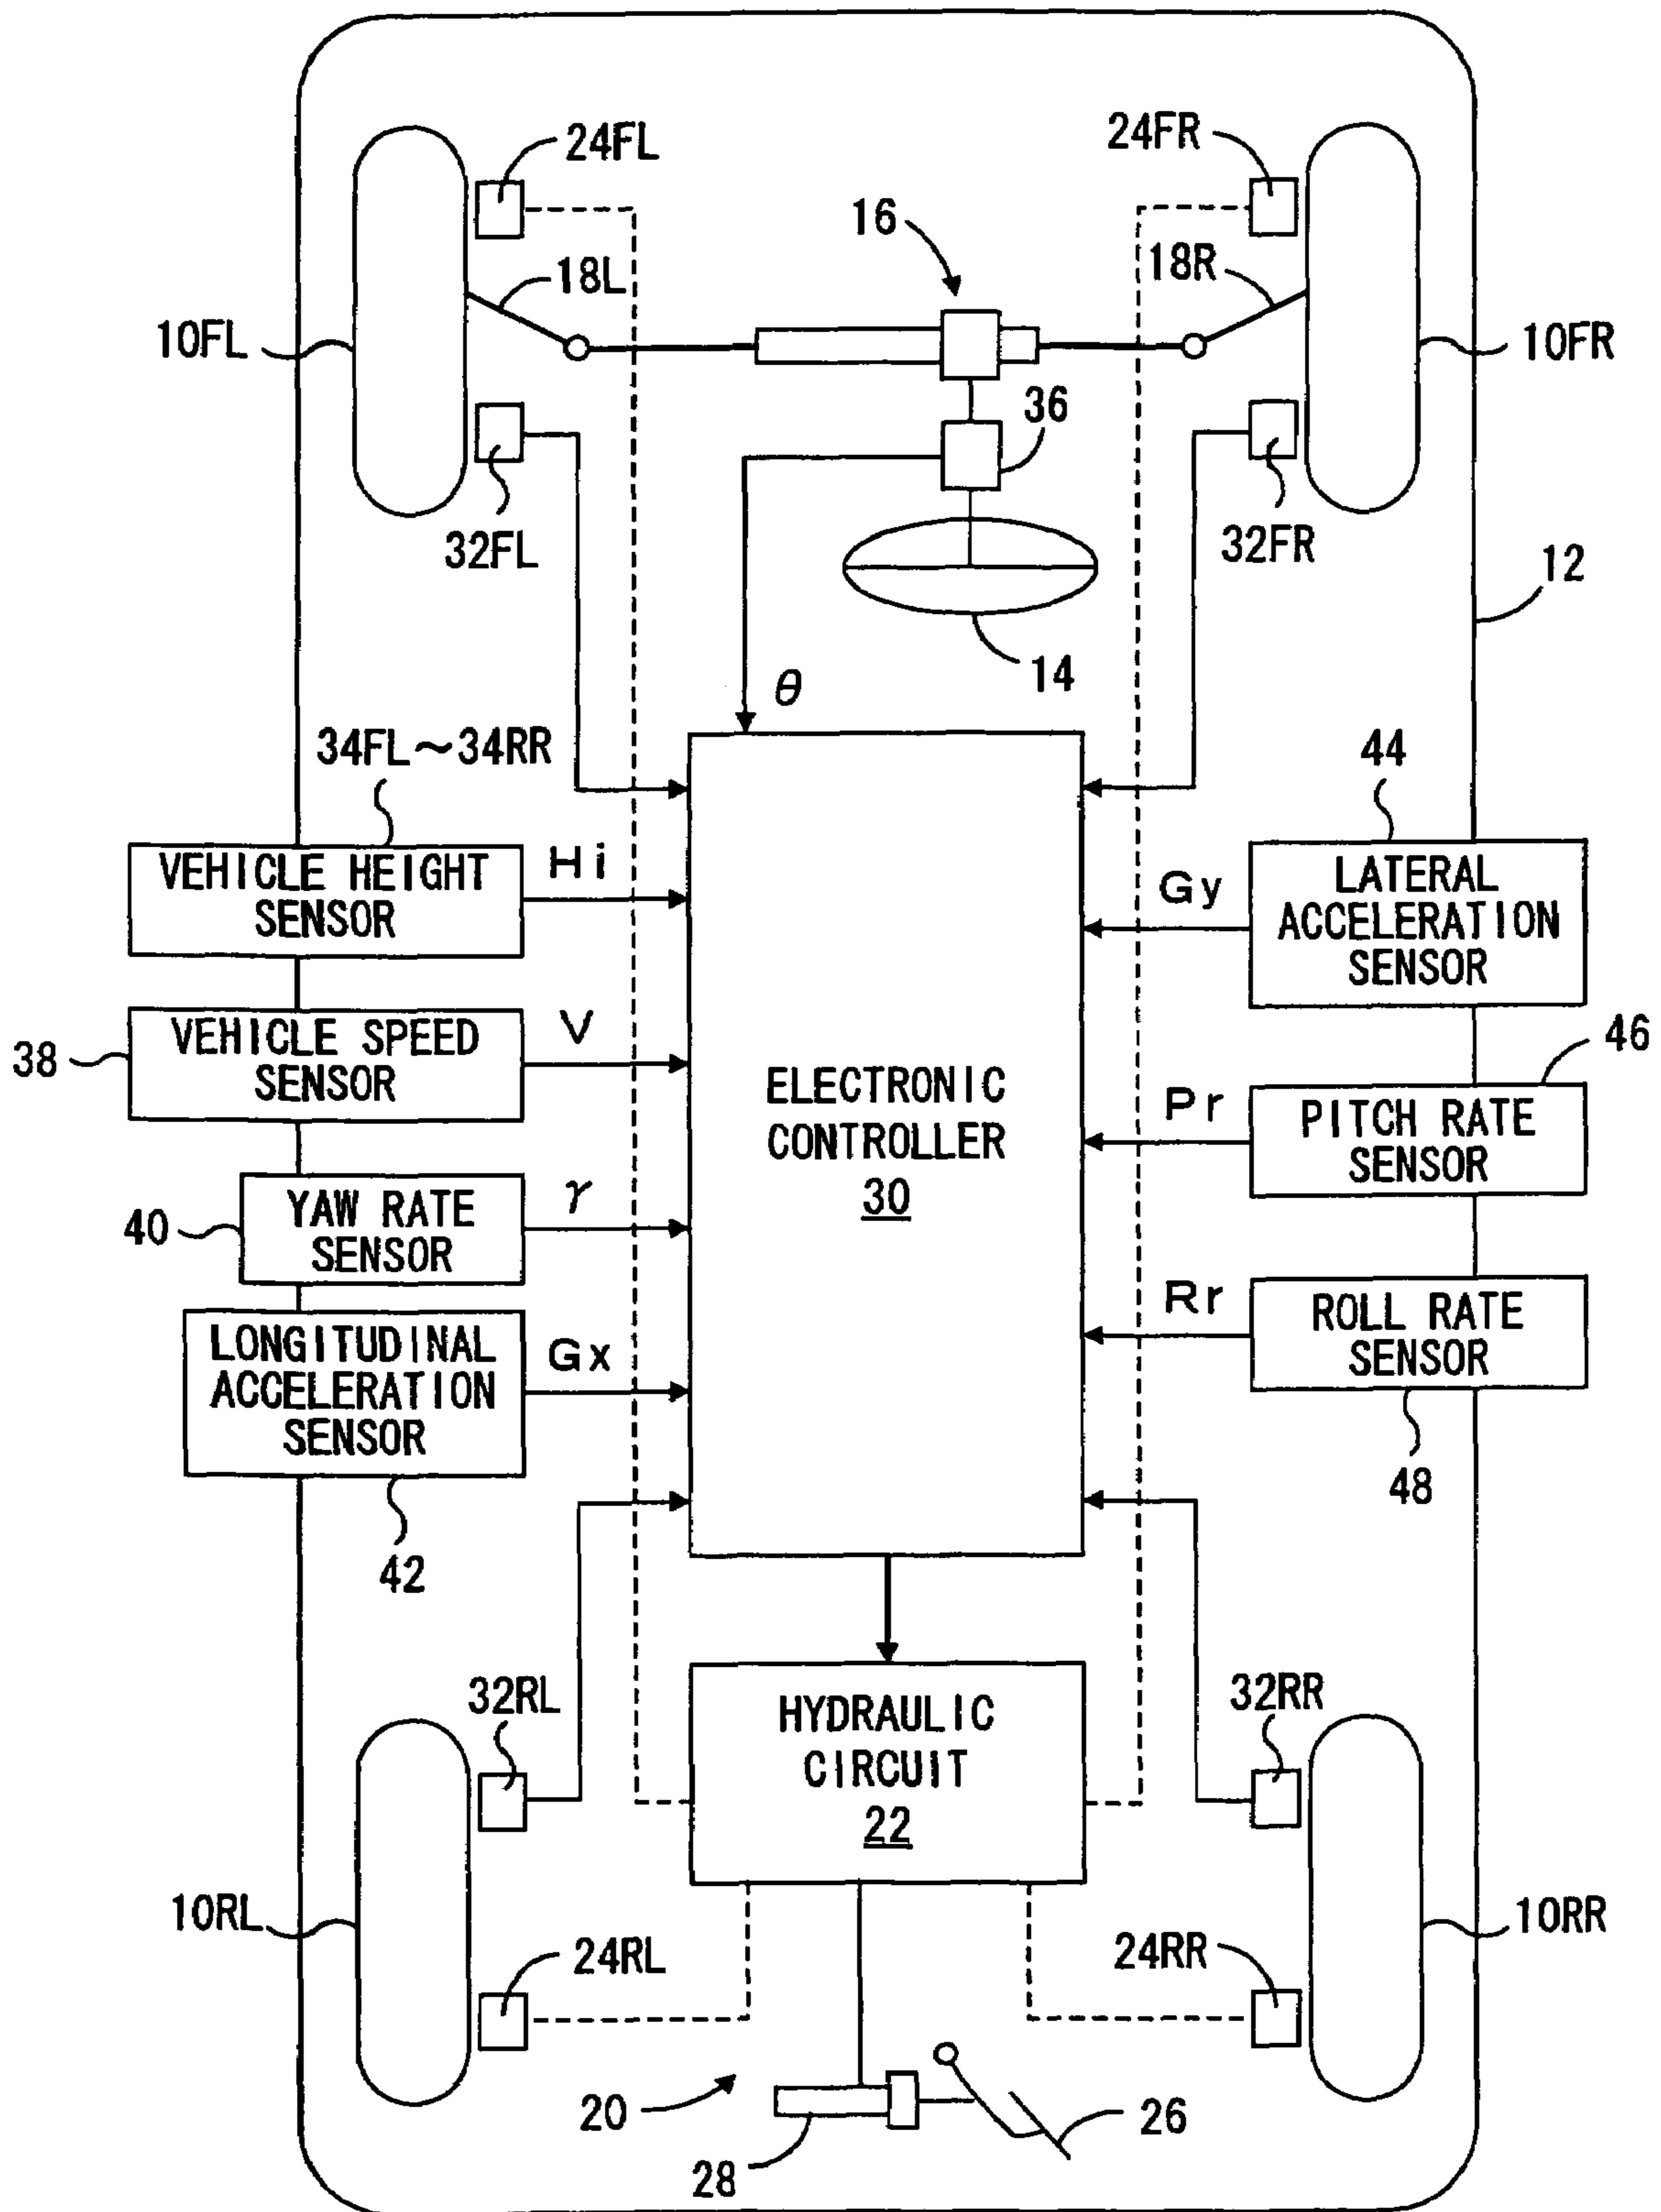 24FL
24FR
16
18L
18R
10FL
10FR
36
32FL
32FR
12
14
θ
34FL～34RR
44
VEHICLE HEIGHT
SENSOR
Hi
Gy
LATERAL
ACCELERATION
SENSOR
38
VEHICLE SPEED
SENSOR
V
46
ELECTRONIC
CONTROLLER
30
Pr
PITCH RATE
SENSOR
40
YAW RATE
SENSOR
γ
Rr
ROLL RATE
SENSOR
LONGITUDINAL
ACCELERATION
SENSOR
Gx
48
42
32RL
32RR
HYDRAULIC
CIRCUIT
22
10RL
10RR
24RL
24RR
20
26
28